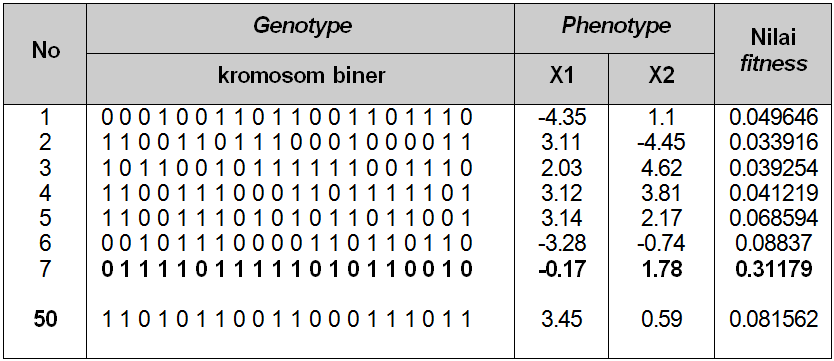 No Genotype Phenotype Nilai fitness
kromosom biner X1 X2
1 0 0 0 1 0 0 1 1 0 1 1 0 0 1 1 0 1 1 1 0 -4.35 1.1 0.049646
2 1 1 0 0 1 1 0 1 1 1 0 0 0 1 0 0 0 0 1 1 3.11 -4.45 0.033916
3 1 0 1 1 0 0 1 0 1 1 1 1 1 1 0 0 1 1 1 0 2.03 4.62 0.039254
4 1 1 0 0 1 1 1 0 0 0 1 1 0 1 1 1 1 1 0 1 3.12 3.81 0.041219
5 1 1 0 0 1 1 1 0 1 0 1 0 1 1 0 1 1 0 0 1 3.14 2.17 0.068594
6 0 0 1 0 1 1 1 0 0 0 0 1 1 0 1 1 0 1 1 0 -3.28 -0.74 0.08837
7 0 1 1 1 1 0 1 1 1 1 1 0 1 0 1 1 0 0 1 0 -0.17 1.78 0.31179
50 1 1 0 1 0 1 1 0 0 1 1 0 0 0 1 1 1 0 1 1 3.45 0.59 0.081562